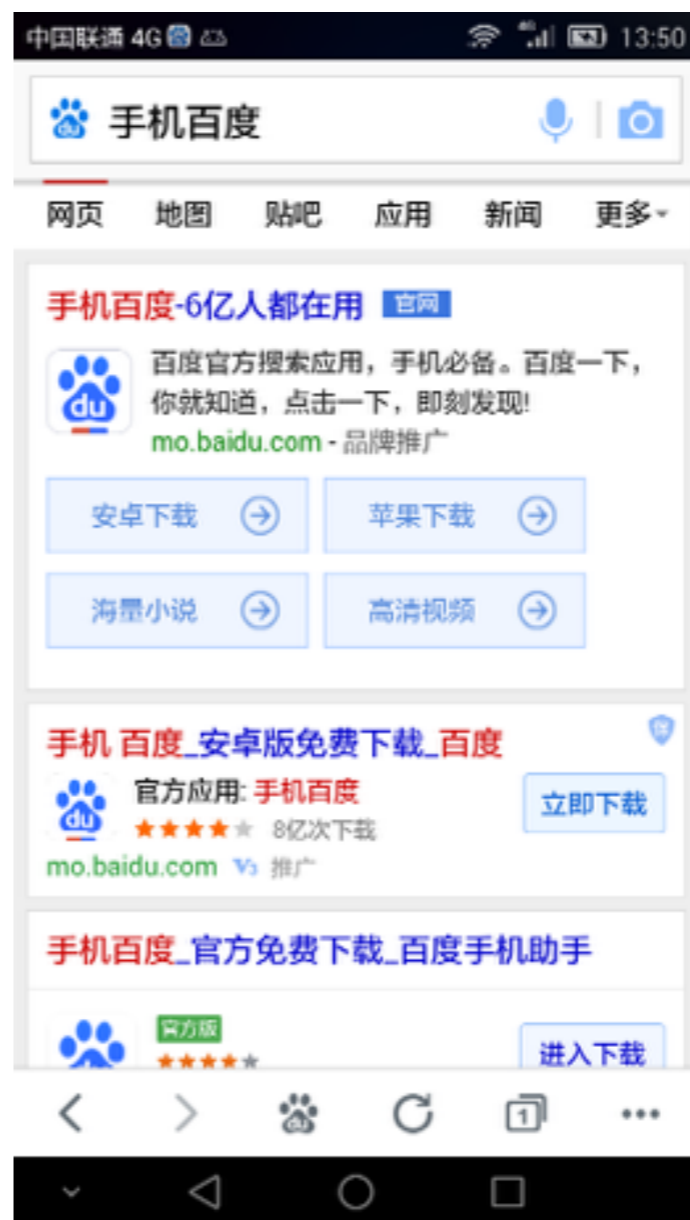 中国联通 4G 13:50
手机百度
网页 地图 贴吧 应用 新闻 更多
手机百度-6亿人都在用 官网
百度官方搜索应用，手机必备。百度一下，
你就知道，点击一下，即刻发现!
mo.baidu.com - 品牌推广
安卓下载 苹果下载
海量小说 高清视频
手机 百度_安卓版免费下载_百度
官方应用: 手机百度
8亿次下载
立即下载
mo.baidu.com V3 推广
手机百度_官方免费下载_百度手机助手
官方版
进入下载
1